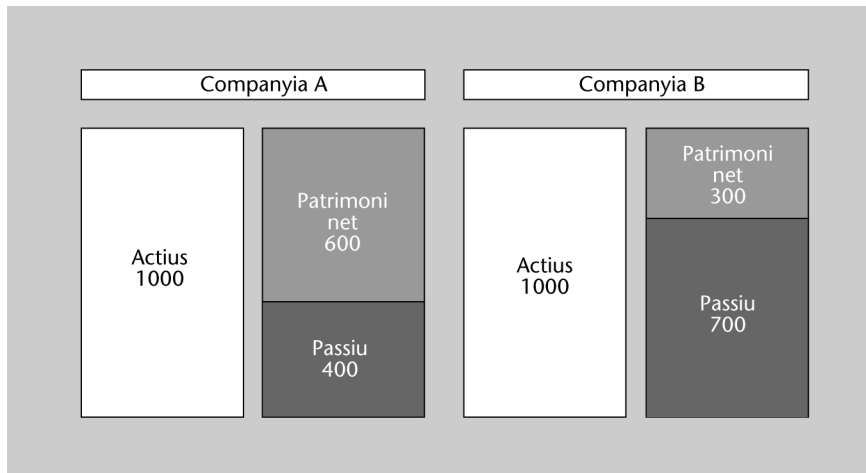 Companyia A
Actius
1000
Patrimoni
net
600
Passiu
400
Companyia B
Actius
1000
Patrimoni
net
300
Passiu
700